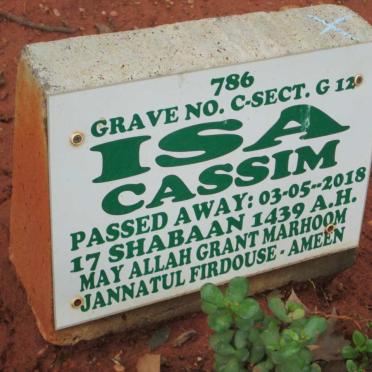 786
GRAVE NO. C-SECT. G 12
ISA
CASSIM
PASSED AWAY: 03-05--2018
17 SHABAAN 1439 A.H.
MAY ALLAH GRANT MARHOOM
JANNATUL FIRDOUSE - AMEEN